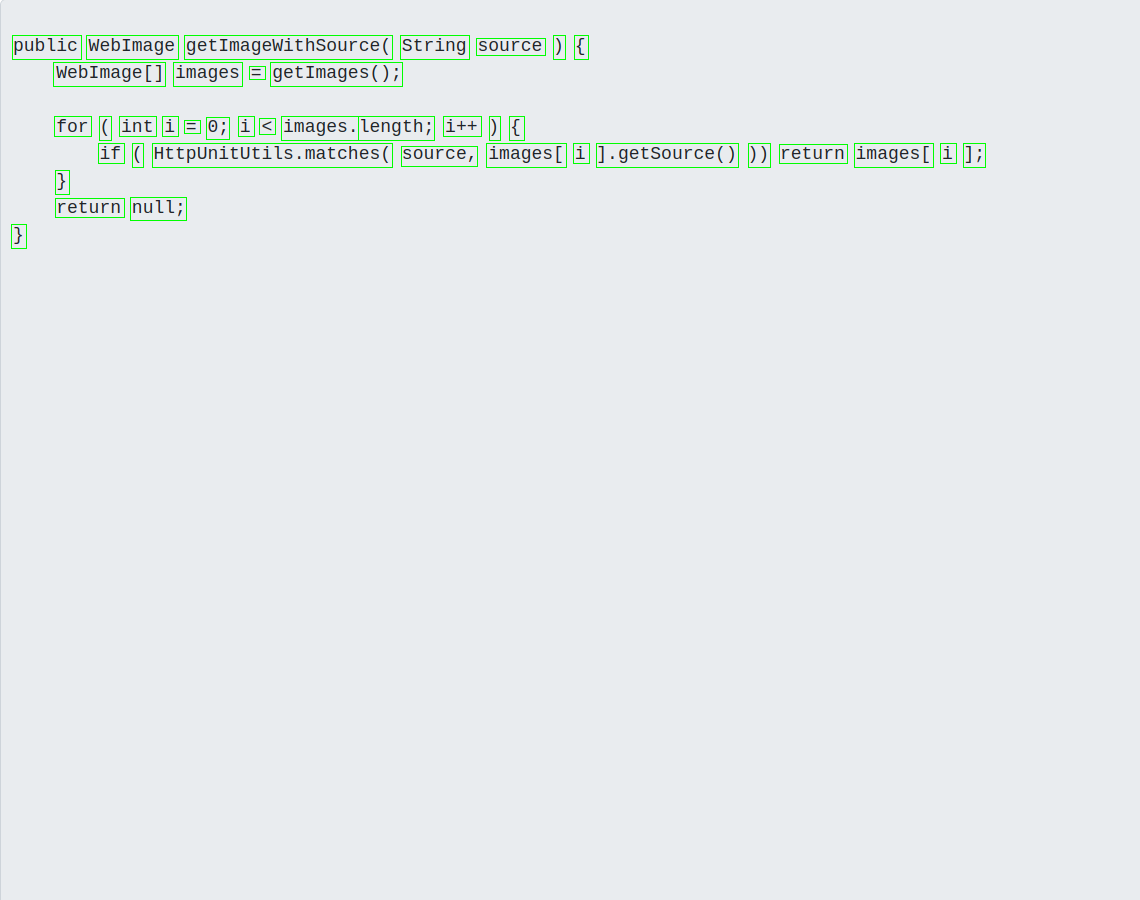 public WebImage getImageWithSource( String source ) {
WebImage[] images = getImages();
for ( int i = 0; i < images.length; i++ ) {
if ( HttpUnitUtils.matches( source, images[ i ].getSource() )) return images[ i ];
}
return null;
}